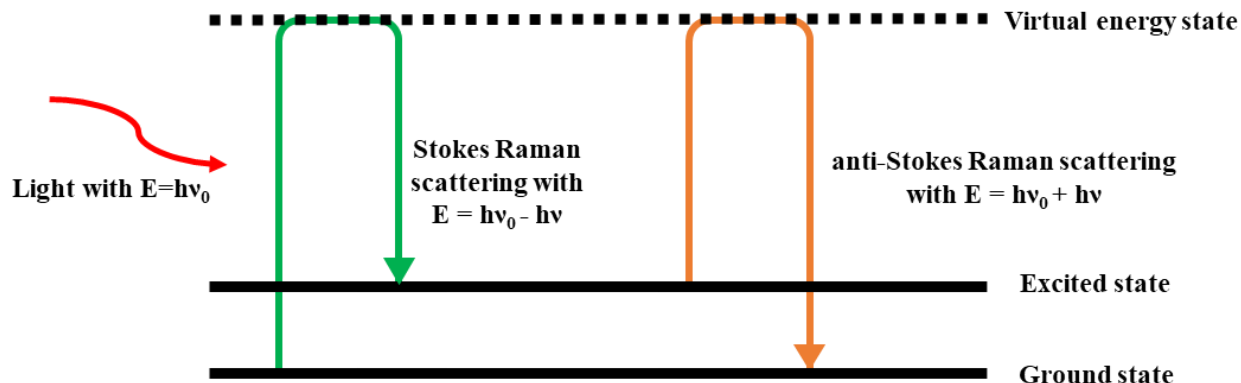 Virtual energy state
Light with E=hν₀
Stokes Raman
scattering with
E = hν₀ - hν
anti-Stokes Raman scattering
with E = hν₀ + hν
Excited state
Ground state